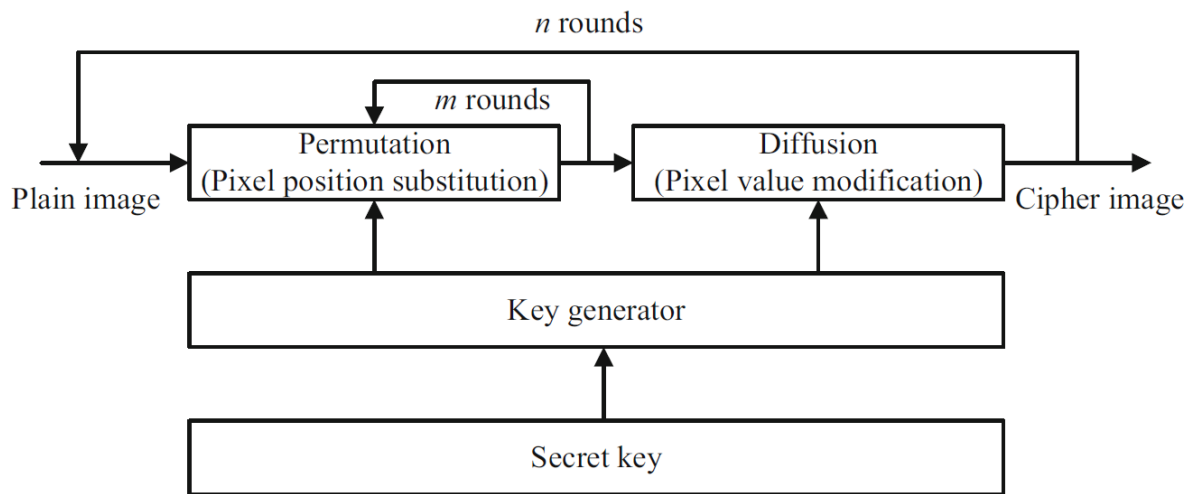 n rounds
m rounds
Permutation
(Pixel position substitution)
Diffusion
(Pixel value modification)
Plain image
Cipher image
Key generator
Secret key